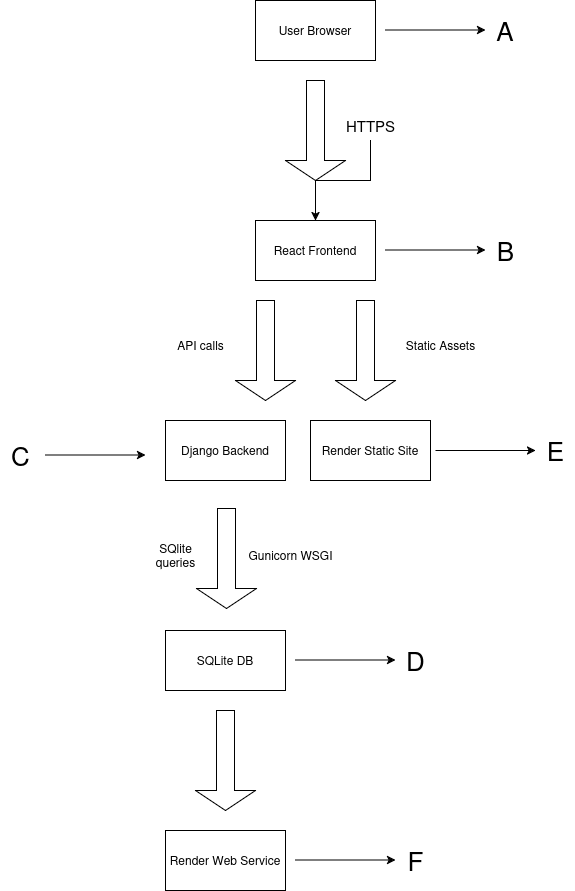 User Browser
A
HTTPS
React Frontend
B
API calls
Static Assets
C
Django Backend
Render Static Site
E
SQlite
queries
Gunicorn WSGI
SQLite DB
D
Render Web Service
F